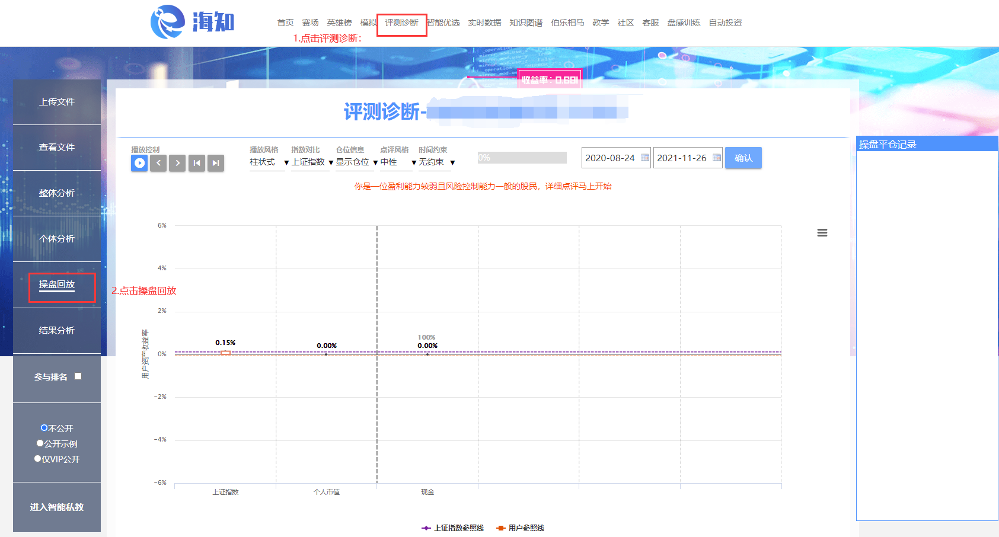 海知
首页 赛场 英雄榜 模拟 评测诊断 智能优选 实时数据 知识图谱 伯乐相马 教学 社区 客服 盘感训练 自动投资
1.点击评测诊断：
收益率：0.691
评测诊断-
上传文件
查看文件
整体分析
个体分析
操盘回放
2.点击操盘回放
结果分析
参与排名
不公开
公开示例
仅VIP公开
进入智能私教
播放控制 播放风格 指数对比 仓位信息 点评风格 时间约束
柱状式 ▼ 上证指数 ▼ 显示仓位 ▼ 中性 ▼ 无约束 ▼
0%
2020-08-24 2021-11-26 确认
你是一位盈利能力较弱且风险控制能力一般的股民，详细点评马上开始
操盘平仓记录
用户资产收益率
6%
4%
2%
0%
-2%
-4%
-6%
0.15%
0.00%
100%
0.00%
上证指数 个人市值 现金
上证指数参照线 用户参照线